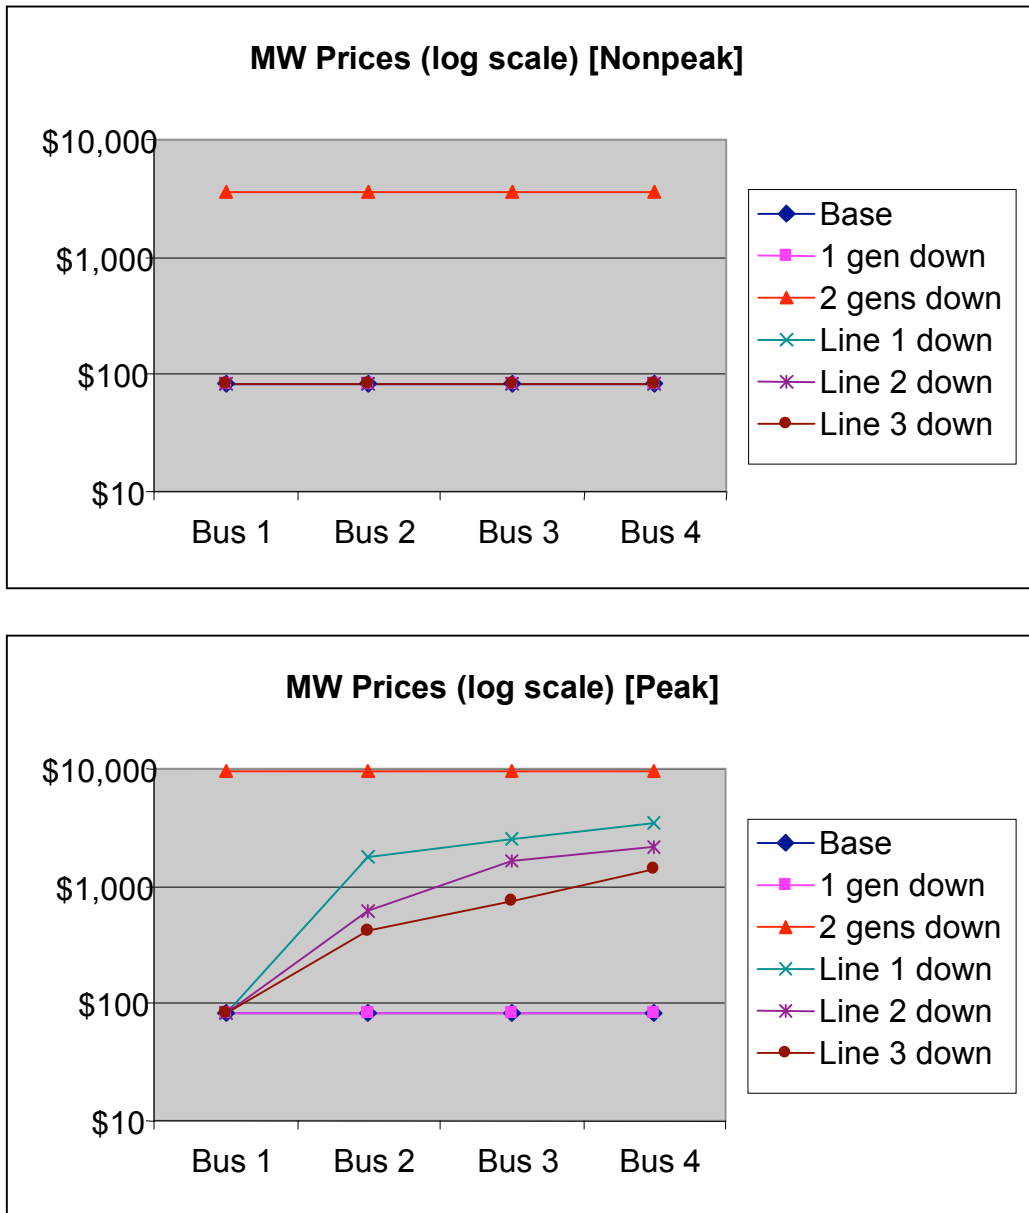 MW Prices (log scale) [Nonpeak]
$10,000
$1,000
$100
$10
Bus 1 Bus 2 Bus 3 Bus 4
Base
1 gen down
2 gens down
Line 1 down
Line 2 down
Line 3 down
MW Prices (log scale) [Peak]
$10,000
$1,000
$100
$10
Bus 1 Bus 2 Bus 3 Bus 4
Base
1 gen down
2 gens down
Line 1 down
Line 2 down
Line 3 down